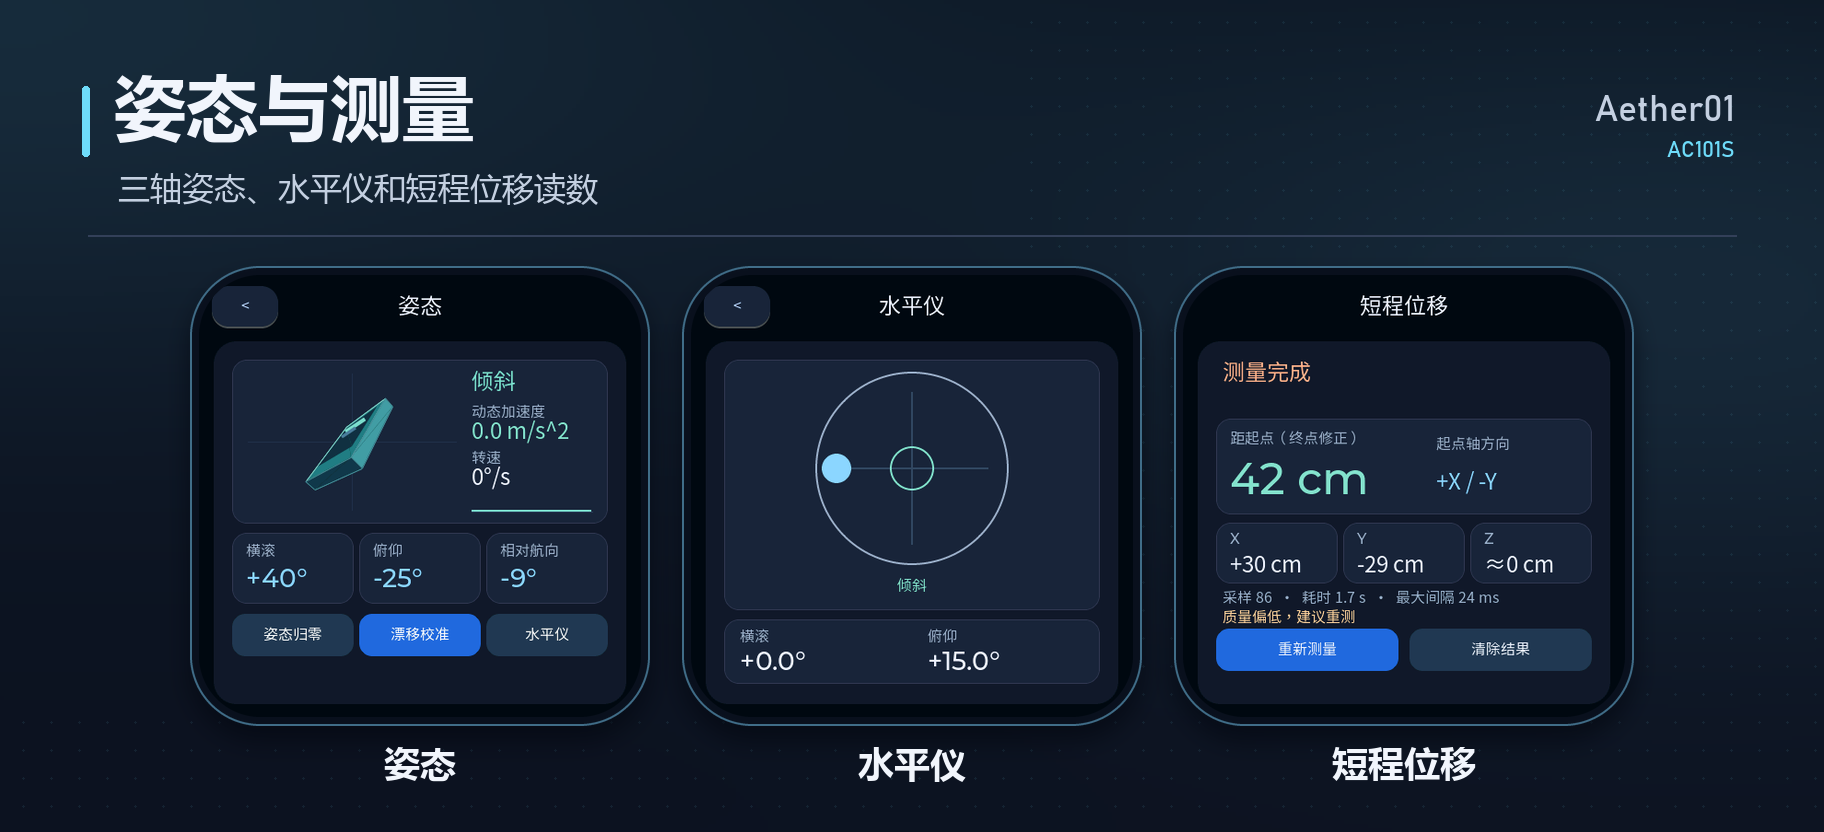 姿态与测量
三轴姿态、水平仪和短程位移读数
Aether01
AC101S
<
姿态
倾斜
动态加速度
0.0 m/s^2
转速
0°/s
横滚
+40°
俯仰
-25°
相对航向
-9°
姿态归零
漂移校准
水平仪
姿态
<
水平仪
倾斜
横滚
+0.0°
俯仰
+15.0°
水平仪
短程位移
测量完成
距起点（终点修正）
42 cm
起点轴方向
+X / -Y
X
+30 cm
Y
-29 cm
Z
≈0 cm
采样 86 • 耗时 1.7 s • 最大间隔 24 ms
质量偏低，建议重测
重新测量
清除结果
短程位移